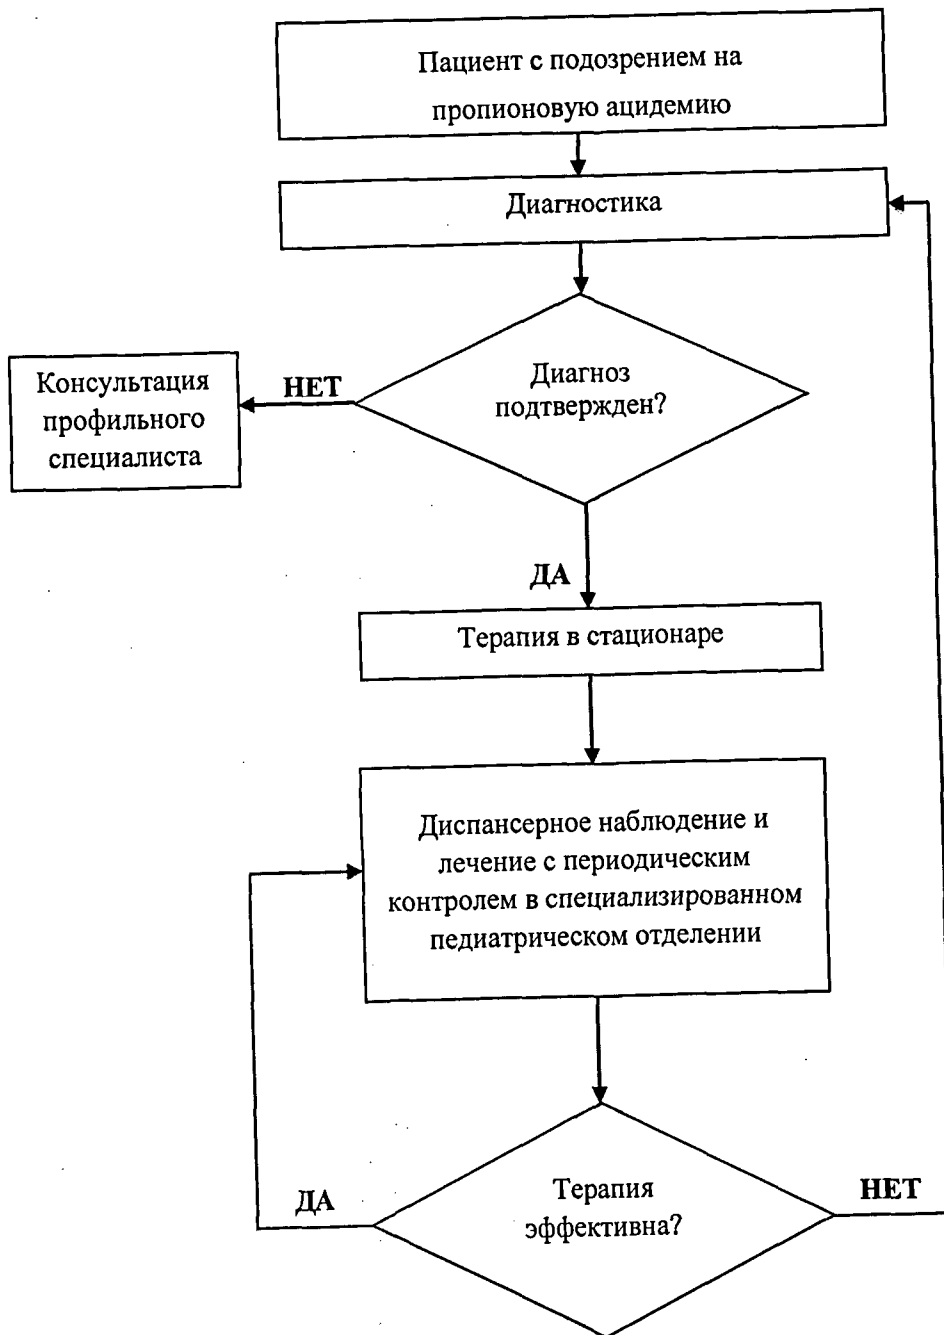 Пациент с подозрением на
пропионовую ацидемию
Диагностика
Диагноз
подтвержден?
НЕТ
Консультация
профильного
специалиста
ДА
Терапия в стационаре
Диспансерное наблюдение и
лечение с периодическим
контролем в специализированном
педиатрическом отделении
Терапия
эффективна?
ДА
НЕТ